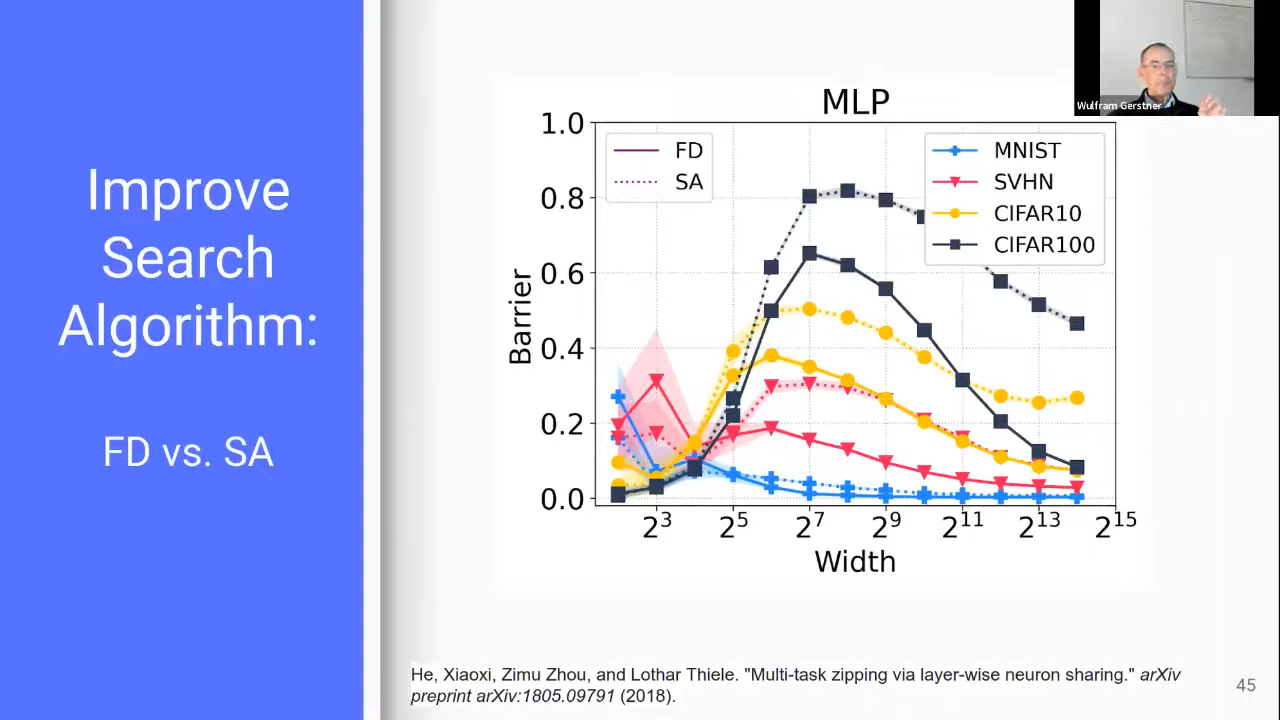 Improve
Search
Algorithm:
FD vs. SA
MLP
FD
SA
MNIST
SVHN
CIFAR10
CIFAR100
Barrier
1.0
0.8
0.6
0.4
0.2
0.0
2^3 2^5 2^7 2^9 2^11 2^13 2^15
Width
Wulfram Gerstner
He, Xiaoxi, Zimu Zhou, and Lothar Thiele. "Multi-task zipping via layer-wise neuron sharing." arXiv
preprint arXiv:1805.09791 (2018).
45